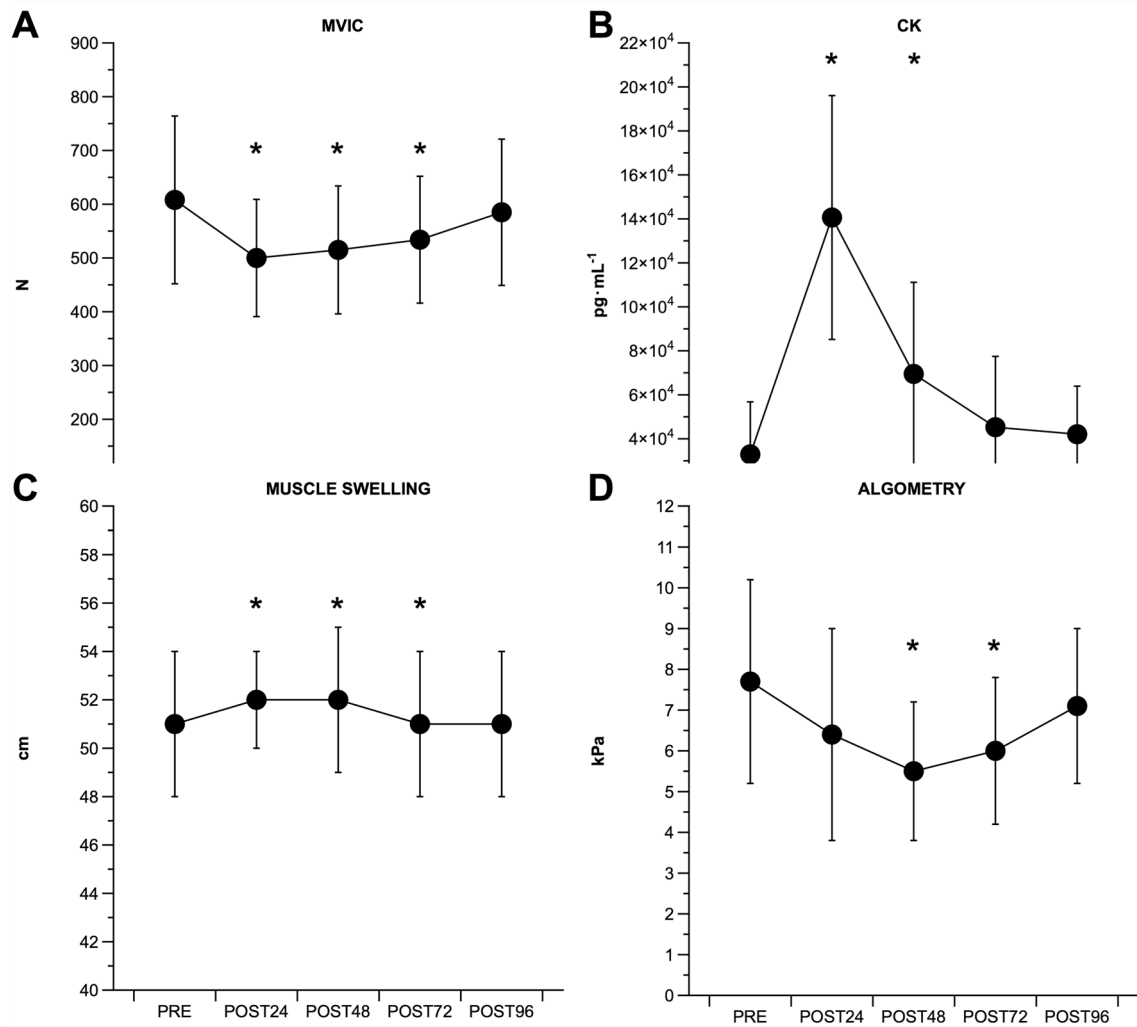 A
MVIC
900
800
700
600
500
400
300
200
N
* * *
B
CK
22×10⁴
20×10⁴
18×10⁴
16×10⁴
14×10⁴
12×10⁴
10×10⁴
8×10⁴
6×10⁴
4×10⁴
pg·mL⁻¹
* *
C
MUSCLE SWELLING
60
58
56
54
52
50
48
46
44
42
40
cm
* * *
PRE POST24 POST48 POST72 POST96
D
ALGOMETRY
12
11
10
9
8
7
6
5
4
3
2
1
0
kPa
* *
PRE POST24 POST48 POST72 POST96